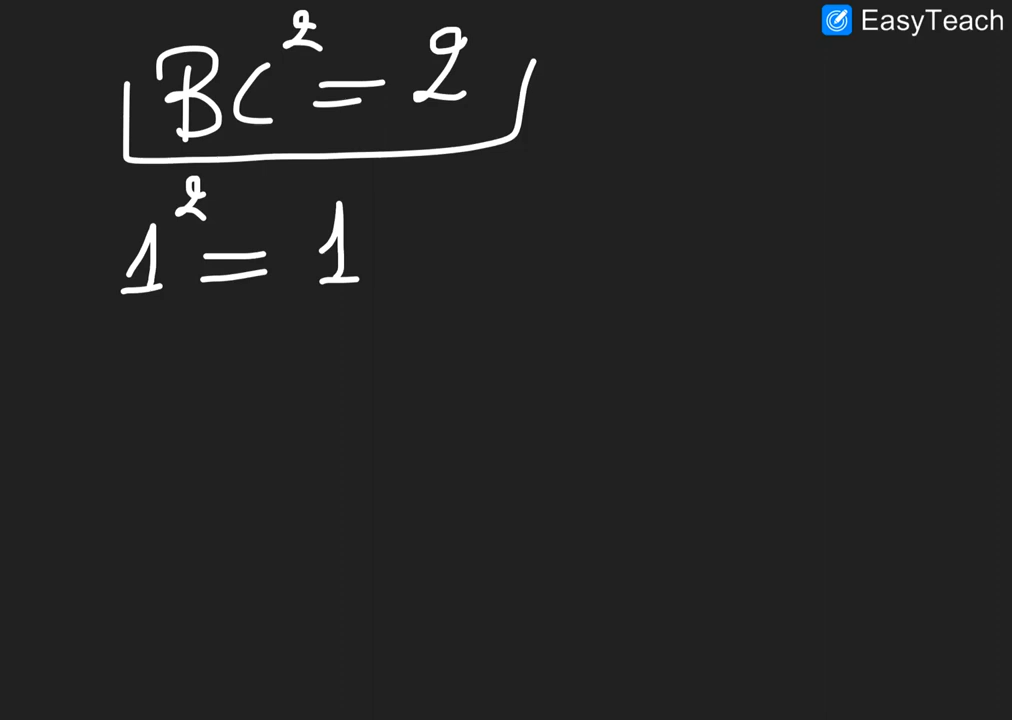 EasyTeach
BC² = 2
1² = 1